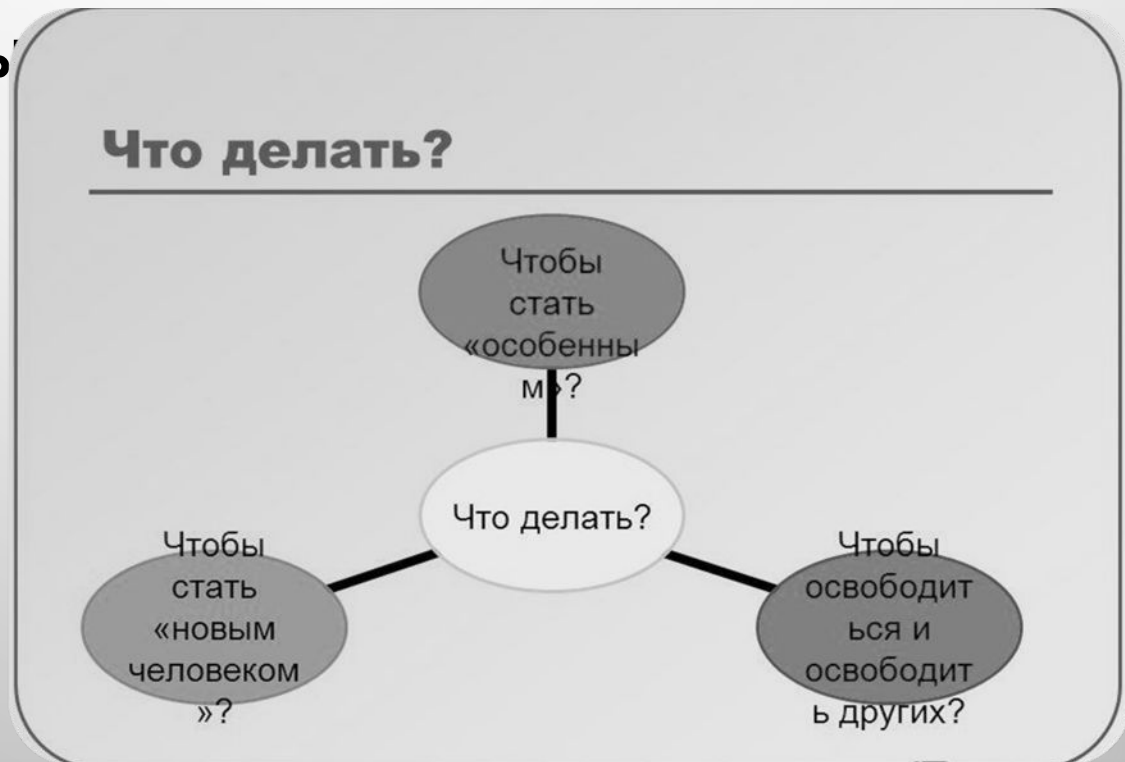 Что делать?
Чтобы
стать
«особенны
м»?
Что делать?
Чтобы
стать
«новым
человеком
»?
Чтобы
освободит
ься и
освободит
ь других?